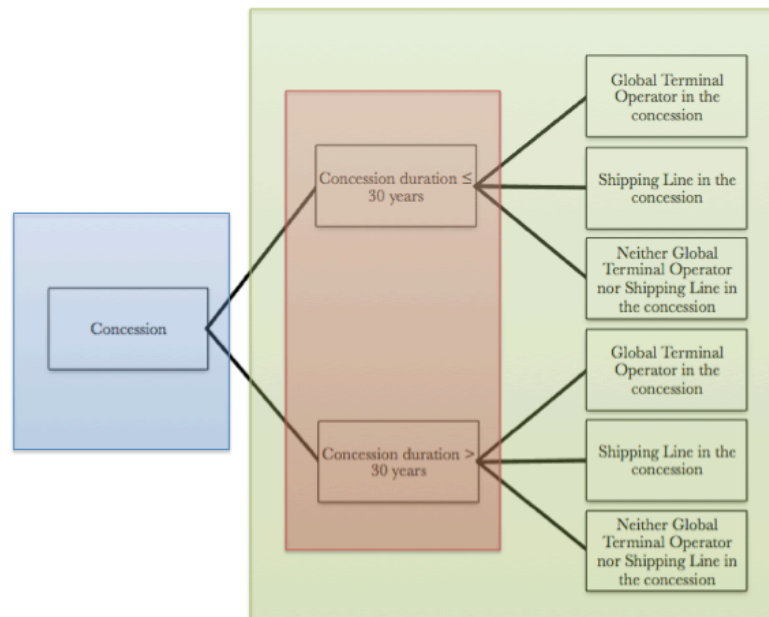 Concession
Concession duration ≤
30 years
Global Terminal
Operator in the
concession
Shipping Line in the
concession
Neither Global
Terminal Operator
nor Shipping Line in
the concession
Concession duration >
30 years
Global Terminal
Operator in the
concession
Shipping Line in the
concession
Neither Global
Terminal Operator
nor Shipping Line in
the concession